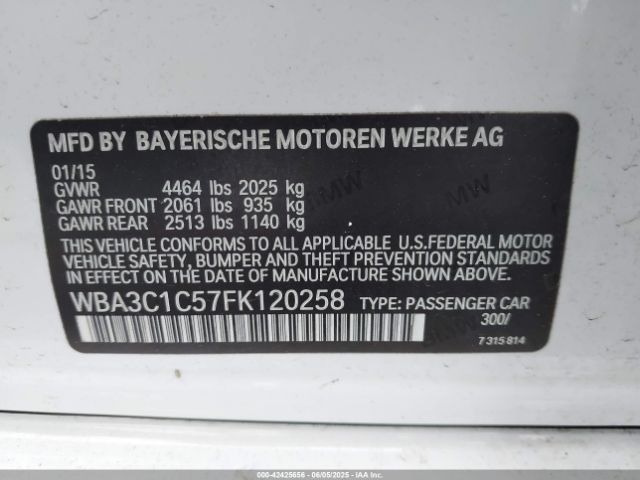 MFD BY BAYERISCHE MOTOREN WERKE AG
01/15
GVWR 4464 lbs 2025 kg
GAWR FRONT 2061 lbs 935 kg
GAWR REAR 2513 lbs 1140 kg
THIS VEHICLE CONFORMS TO ALL APPLICABLE U.S.FEDERAL MOTOR
VEHICLE SAFETY, BUMPER, AND THEFT PREVENTION STANDARDS
IN EFFECT ON THE DATE OF MANUFACTURE SHOWN ABOVE.
WBA3C1C57FK120258 TYPE: PASSENGER CAR
300/
7 315 814
000-42425656 - 06/05/2025 - IAAI.COM